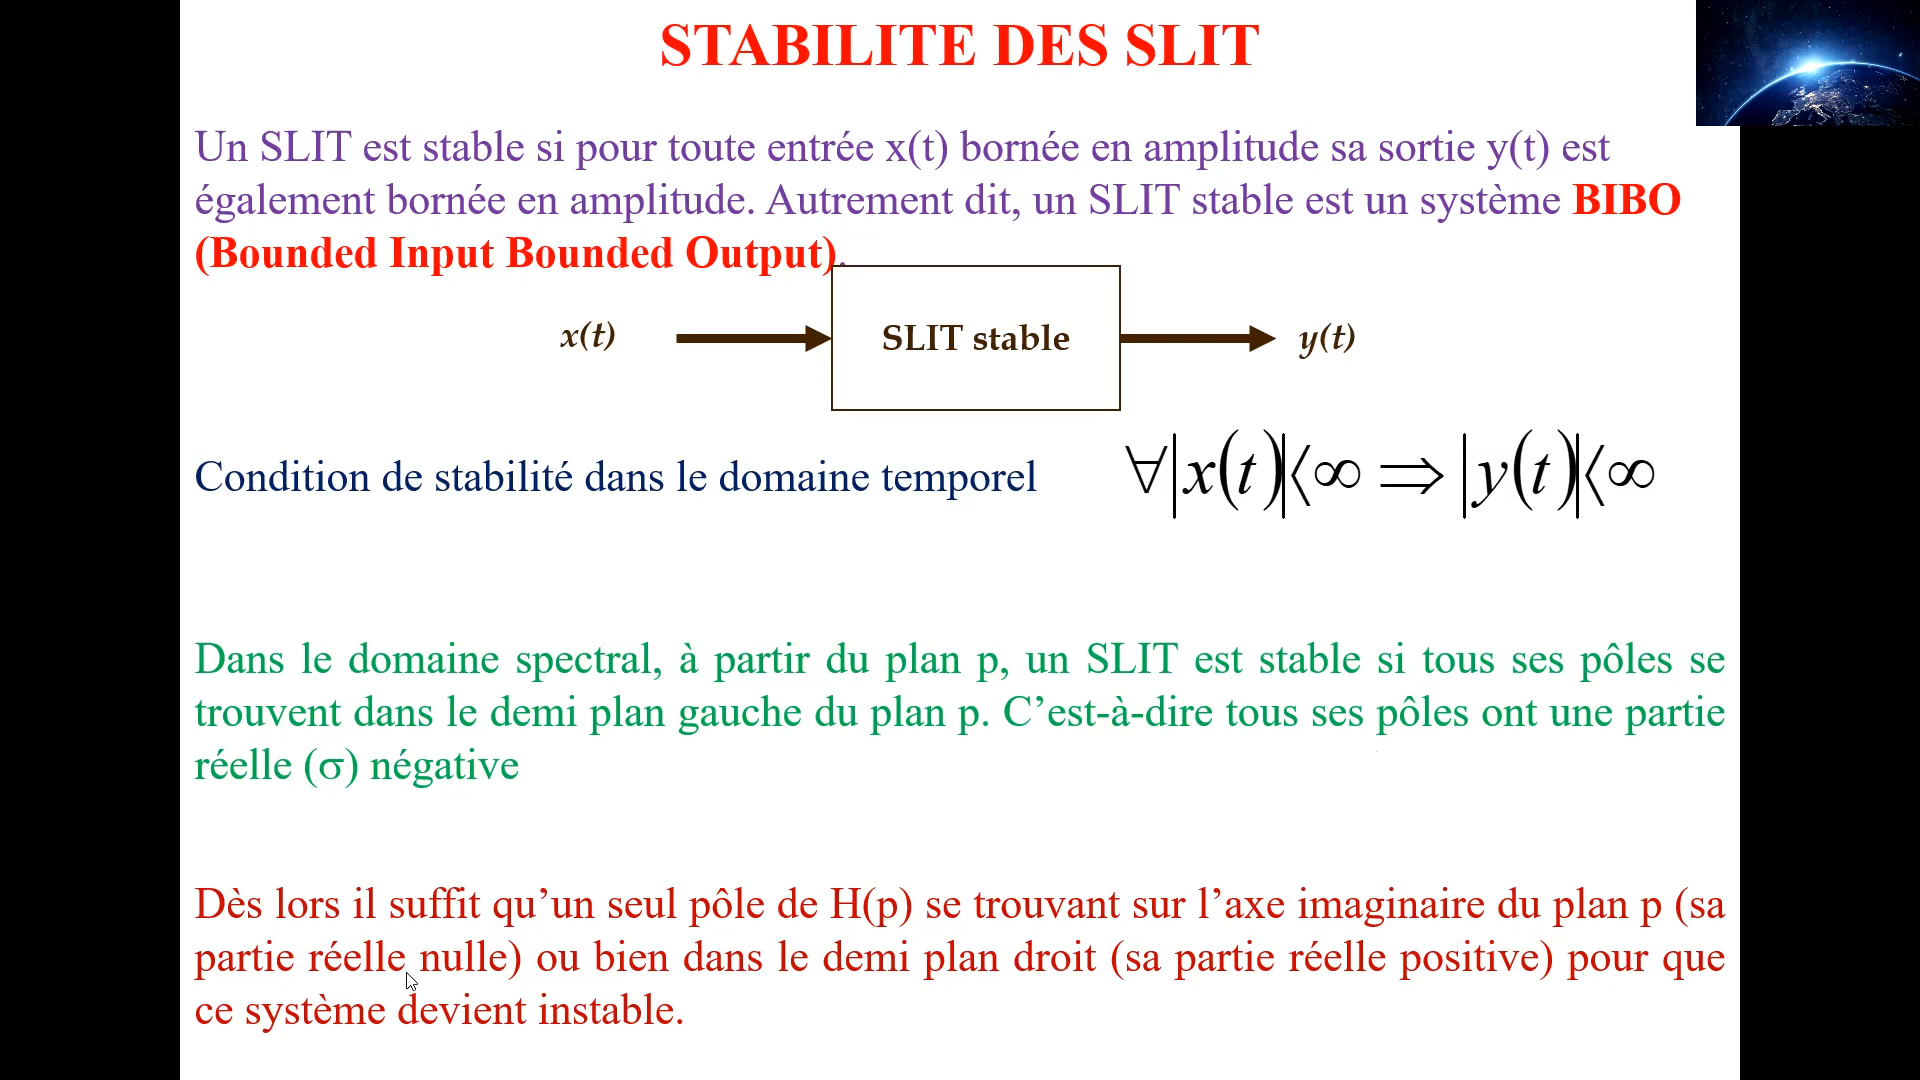 STABILITE DES SLIT
Un SLIT est stable si pour toute entrée x(t) bornée en amplitude sa sortie y(t) est
également bornée en amplitude. Autrement dit, un SLIT stable est un système BIBO
(Bounded Input Bounded Output).
x(t) SLIT stable y(t)
Condition de stabilité dans le domaine temporel ∀|x(t)|⟨∞ ⇒ |y(t)|⟨∞
Dans le domaine spectral, à partir du plan p, un SLIT est stable si tous ses pôles se
trouvent dans le demi plan gauche du plan p. C’est-à-dire tous ses pôles ont une partie
réelle (σ) négative
Dès lors il suffit qu’un seul pôle de H(p) se trouvant sur l’axe imaginaire du plan p (sa
partie réelle nulle) ou bien dans le demi plan droit (sa partie réelle positive) pour que
ce système devient instable.